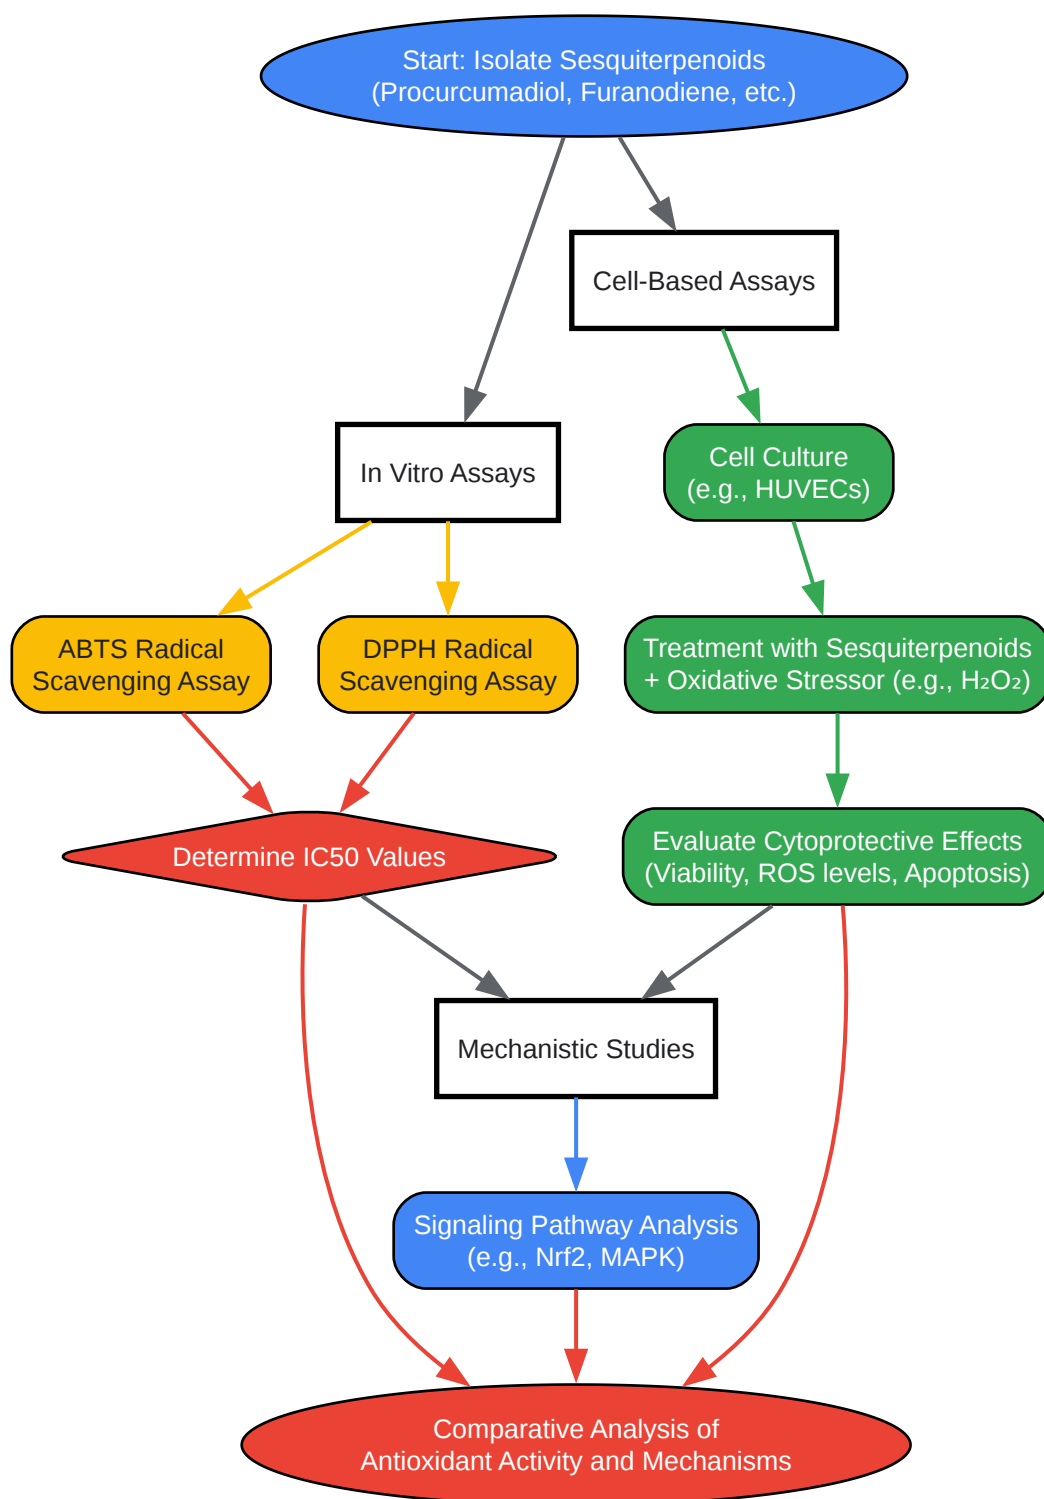 Start: Isolate Sesquiterpenoids
(Procurcumadiol, Furanodiene, etc.)
Cell-Based Assays
In Vitro Assays
Cell Culture
(e.g., HUVECs)
ABTS Radical
Scavenging Assay
DPPH Radical
Scavenging Assay
Treatment with Sesquiterpenoids
+ Oxidative Stressor (e.g., H₂O₂)
Determine IC50 Values
Evaluate Cytoprotective Effects
(Viability, ROS levels, Apoptosis)
Mechanistic Studies
Signaling Pathway Analysis
(e.g., Nrf2, MAPK)
Comparative Analysis of
Antioxidant Activity and Mechanisms